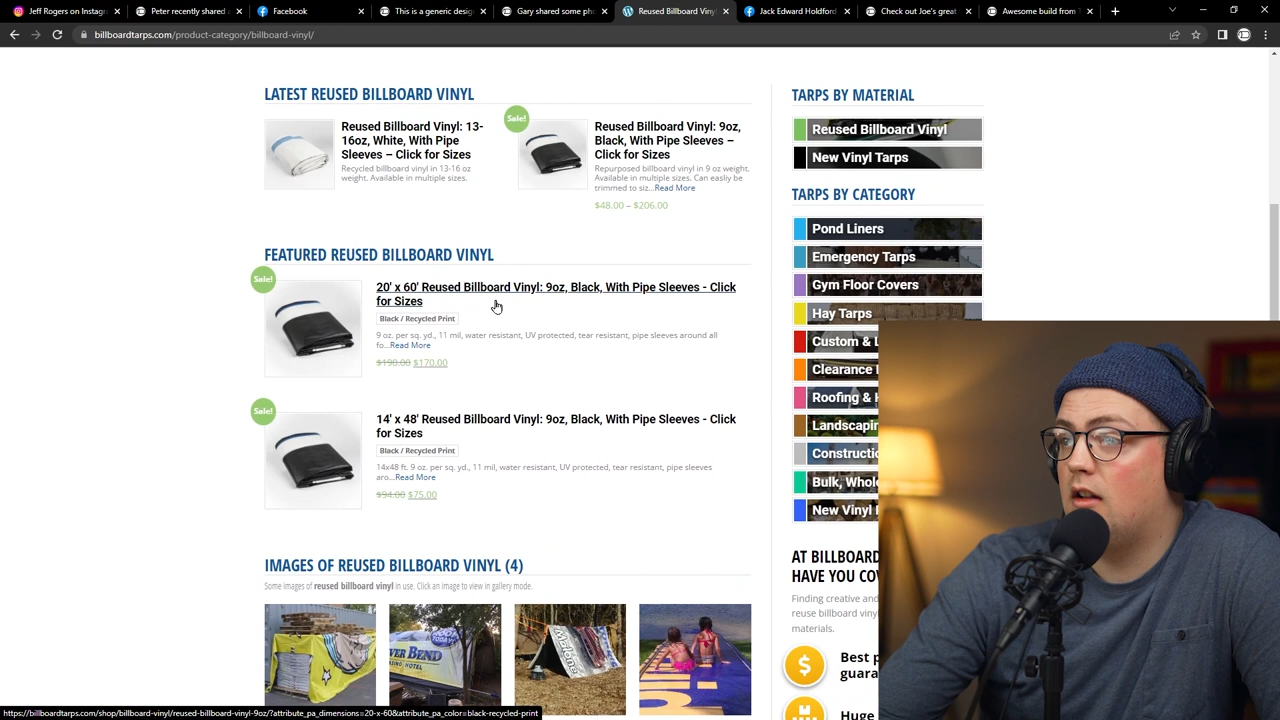 Jeff Rogers on Instag
Peter recently shared a
Facebook
This is a generic desig
Gary shared some pho
Reused Billboard Vinyl
Jack Edward Holdford
Check out Joe's great
Awesome build from T
billboardtarps.com/product-category/billboard-vinyl/
LATEST REUSED BILLBOARD VINYL
Reused Billboard Vinyl: 13-
16oz, White, With Pipe
Sleeves – Click for Sizes
Recycled billboard vinyl in 13-16 oz
weight. Available in multiple sizes.
Sale!
Reused Billboard Vinyl: 9oz,
Black, With Pipe Sleeves –
Click for Sizes
Repurposed billboard vinyl in 9 oz weight.
Available in multiple sizes. Can easliy be
trimmed to siz...Read More
$48.00 – $206.00
FEATURED REUSED BILLBOARD VINYL
Sale!
20' x 60' Reused Billboard Vinyl: 9oz, Black, With Pipe Sleeves - Click
for Sizes
Black / Recycled Print
9 oz. per sq. yd., 11 mil, water resistant, UV protected, tear resistant, pipe sleeves around all
fo...Read More
$190.00 $170.00
Sale!
14' x 48' Reused Billboard Vinyl: 9oz, Black, With Pipe Sleeves - Click
for Sizes
Black / Recycled Print
14x48 ft. 9 oz. per sq. yd., 11 mil, water resistant, UV protected, tear resistant, pipe sleeves
aro...Read More
$94.00 $75.00
IMAGES OF REUSED BILLBOARD VINYL (4)
Some images of reused billboard vinyl in use. Click an image to view in gallery mode.
TARPS BY MATERIAL
Reused Billboard Vinyl
New Vinyl Tarps
TARPS BY CATEGORY
Pond Liners
Emergency Tarps
Gym Floor Covers
Hay Tarps
Custom & L
Clearance
Roofing & H
Landscapin
Constructio
Bulk, Whole
New Vinyl
AT BILLBOARD
HAVE YOU COV
Finding creative and
reuse billboard viny
materials.
Best p
guara
Huge
https://billboardtarps.com/shop/billboard-vinyl/reused-billboard-vinyl-9oz/?attribute_pa_dimensions=20-x-60&attribute_pa_color=black-recycled-print